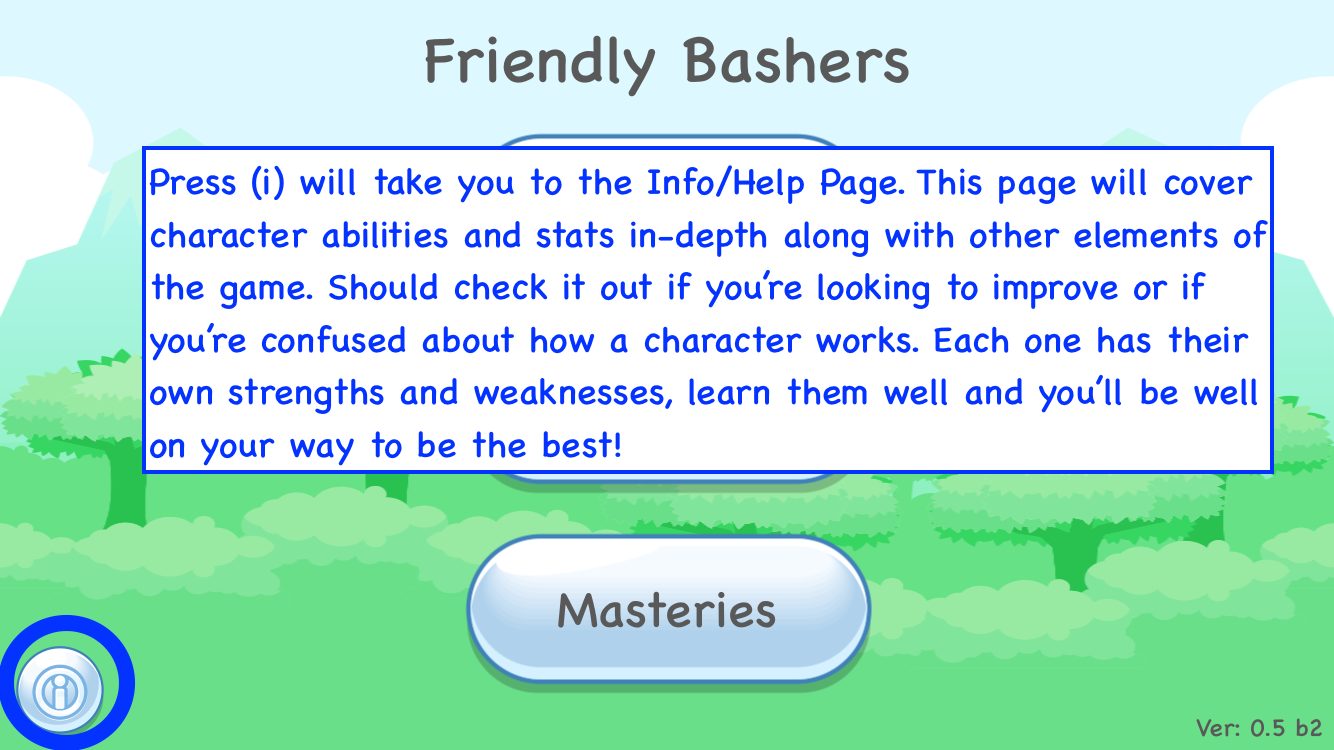 Friendly Bashers
Press (i) will take you to the Info/Help Page. This page will cover
character abilities and stats in-depth along with other elements of
the game. Should check it out if you're looking to improve or if
you're confused about how a character works. Each one has their
own strengths and weaknesses, learn them well and you'll be well
on your way to be the best!
Masteries
i
Ver: 0.5 b2